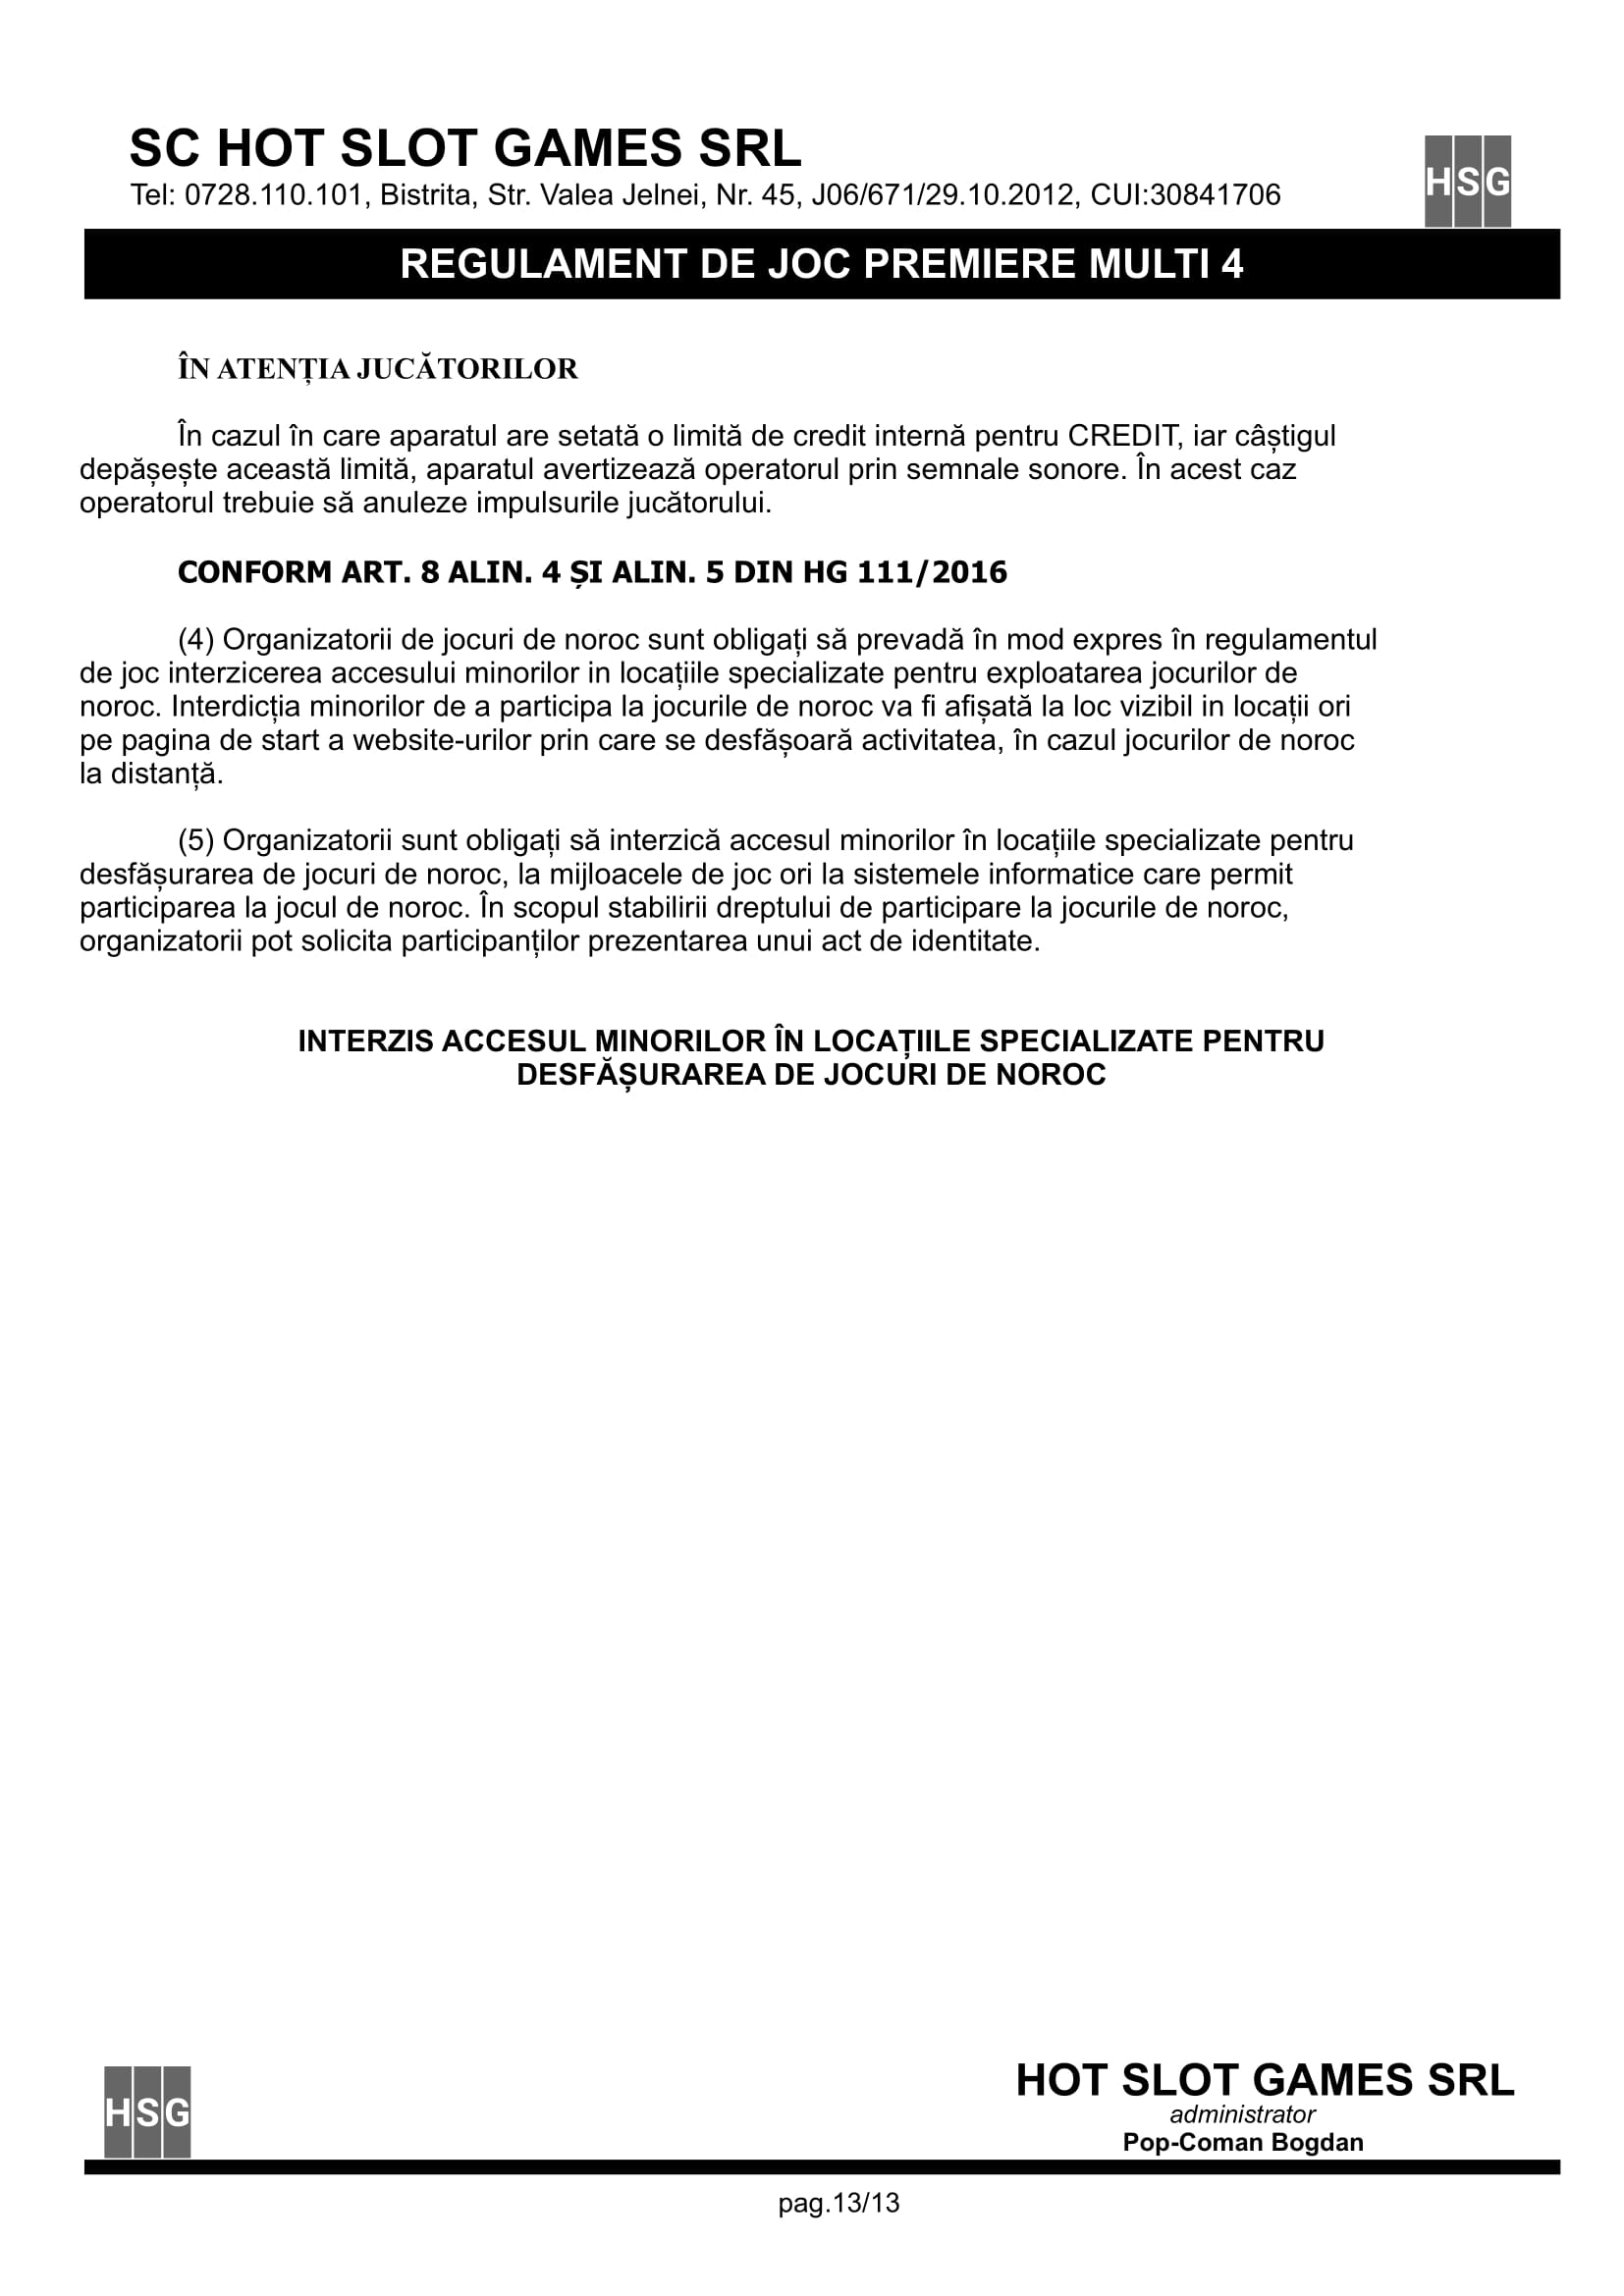 SC HOT SLOT GAMES SRL
Tel: 0728.110.101, Bistrita, Str. Valea Jelnei, Nr. 45, J06/671/29.10.2012, CUI:30841706
HSG
REGULAMENT DE JOC PREMIERE MULTI 4
ÎN ATENȚIA JUCĂTORILOR
În cazul în care aparatul are setată o limită de credit internă pentru CREDIT, iar câștigul
depășește această limită, aparatul avertizează operatorul prin semnale sonore. În acest caz
operatorul trebuie să anuleze impulsurile jucătorului.
CONFORM ART. 8 ALIN. 4 ȘI ALIN. 5 DIN HG 111/2016
(4) Organizatorii de jocuri de noroc sunt obligați să prevadă în mod expres în regulamentul
de joc interzicerea accesului minorilor in locațiile specializate pentru exploatarea jocurilor de
noroc. Interdicția minorilor de a participa la jocurile de noroc va fi afișată la loc vizibil in locații ori
pe pagina de start a website-urilor prin care se desfășoară activitatea, în cazul jocurilor de noroc
la distanță.
(5) Organizatorii sunt obligați să interzică accesul minorilor în locațiile specializate pentru
desfășurarea de jocuri de noroc, la mijloacele de joc ori la sistemele informatice care permit
participarea la jocul de noroc. În scopul stabilirii dreptului de participare la jocurile de noroc,
organizatorii pot solicita participanților prezentarea unui act de identitate.
INTERZIS ACCESUL MINORILOR ÎN LOCAȚIILE SPECIALIZATE PENTRU
DESFĂȘURAREA DE JOCURI DE NOROC
HSG
HOT SLOT GAMES SRL
administrator
Pop-Coman Bogdan
pag.13/13